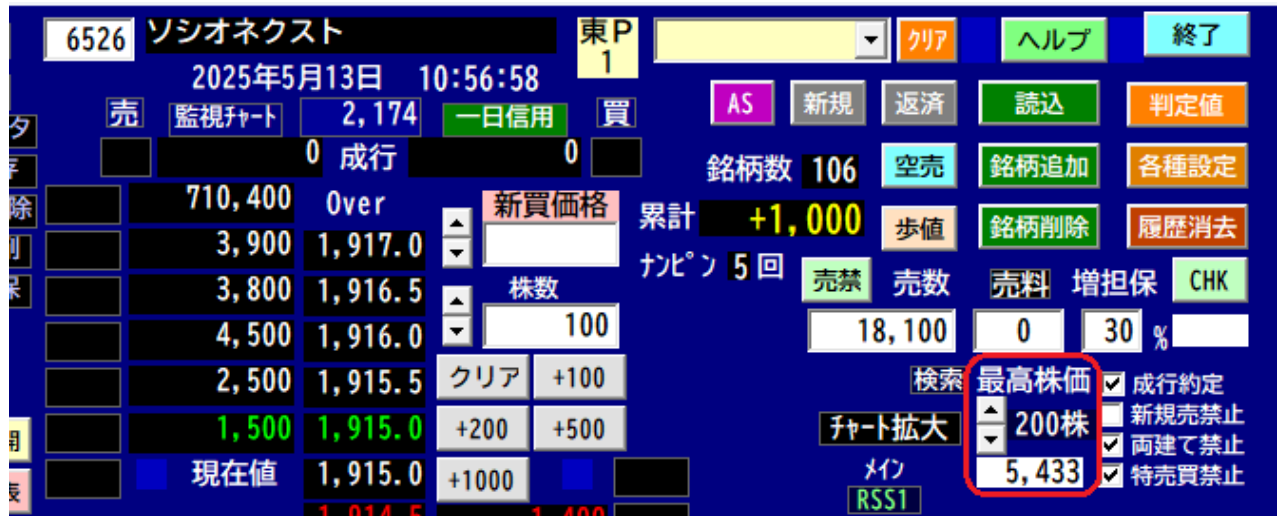 6526 ソシオネクスト 東P 1 クリア ヘルプ 終了
2025年5月13日 10:56:58
売 監視チャート 2,174 一日信用 買 AS 新規 返済 読込 判定値
0 成行 0 銘柄数 106 空売 銘柄追加 各種設定
710,400 Over 新買価格 累計 +1,000 歩値 銘柄削除 履歴消去
3,900 1,917.0 ナンピン 5回 売禁 売数 売料 増担保 CHK
3,800 1,916.5 株数
4,500 1,916.0 100 18,100 0 30 %
2,500 1,915.5 クリア +100 検索 最高株価 成行約定
1,500 1,915.0 +200 +500 チャート拡大 200株 新規売禁止
両建て禁止
現在値 1,915.0 +1000 メイン 5,433 特売買禁止
RSS1